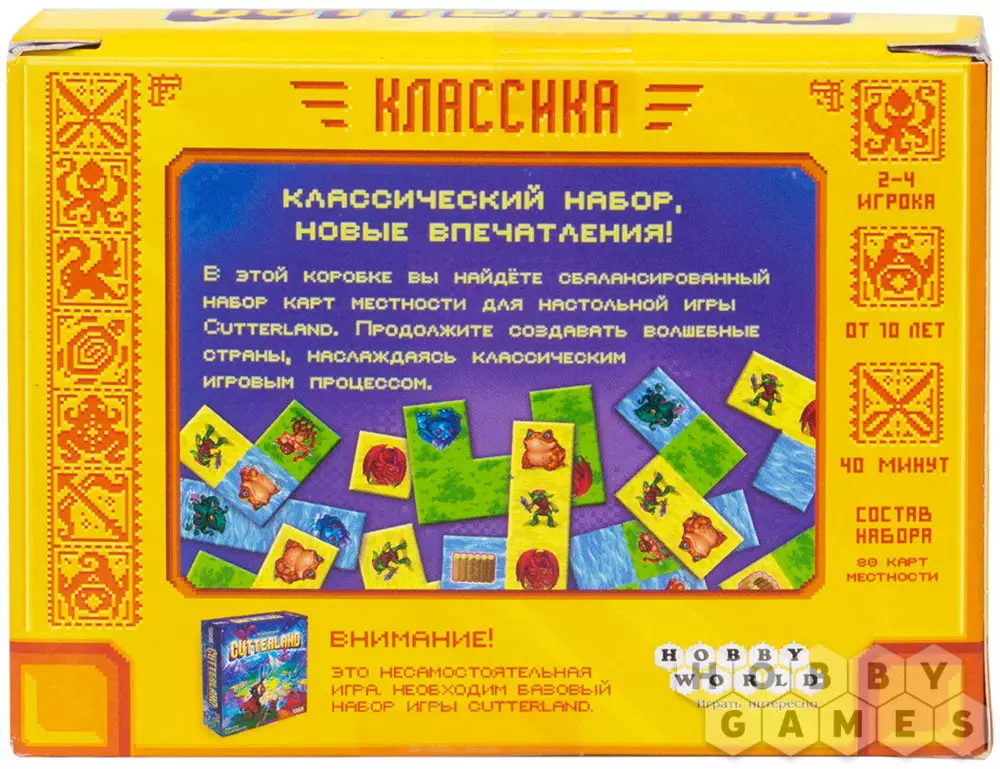 CUTTERLAND
КЛАССИКА
КЛАССИЧЕСКИЙ НАБОР,
НОВЫЕ ВПЕЧАТЛЕНИЯ!
В ЭТОЙ КОРОБКЕ ВЫ НАЙДЁТЕ СБАЛАНСИРОВАННЫЙ
НАБОР КАРТ МЕСТНОСТИ ДЛЯ НАСТОЛЬНОЙ ИГРЫ
CUTTERLAND. ПРОДОЛЖИТЕ СОЗДАВАТЬ ВОЛШЕБНЫЕ
СТРАНЫ, НАСЛАЖДАЯСЬ КЛАССИЧЕСКИМ
ИГРОВЫМ ПРОЦЕССОМ.
2–4
ИГРОКА
ОТ 10 ЛЕТ
40 МИНУТ
СОСТАВ
НАБОРА
80 КАРТ
МЕСТНОСТИ
CUTTERLAND
ВНИМАНИЕ!
ЭТО НЕСАМОСТОЯТЕЛЬНАЯ
ИГРА. НЕОБХОДИМ БАЗОВЫЙ
НАБОР ИГРЫ CUTTERLAND.
HOBBY
WORLD
Играть интересно
HOBBY
GAMES